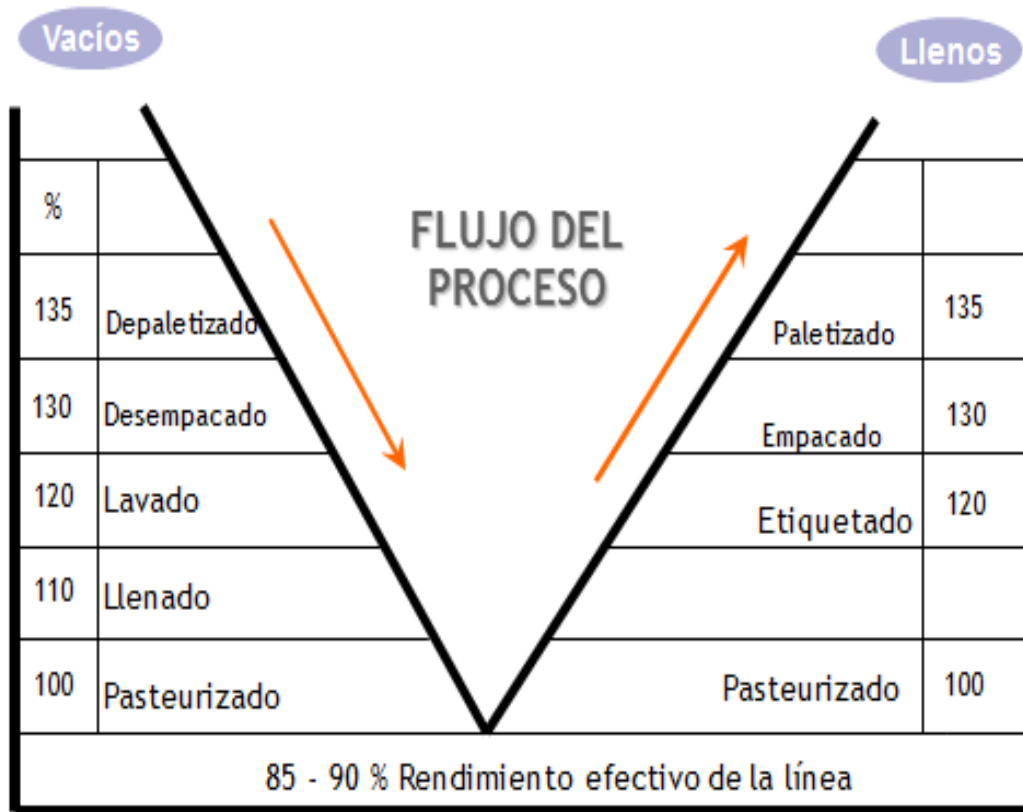 Vacíos
Llenos
FLUJO DEL
PROCESO
%
135 Depaletizado
Paletizado 135
130 Desempacado
Empacado 130
120 Lavado
Etiquetado 120
110 Llenado
100 Pasteurizado
Pasteurizado 100
85 - 90 % Rendimiento efectivo de la línea